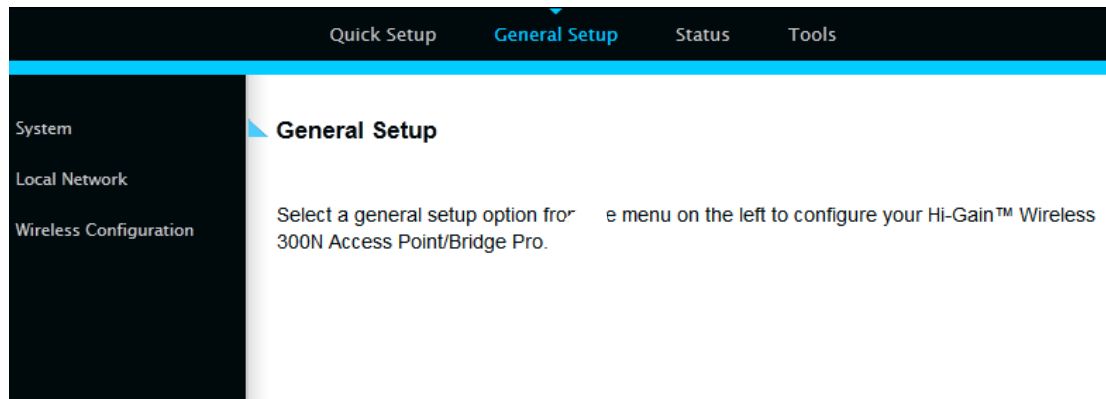 Quick Setup General Setup Status Tools
System
Local Network
Wireless Configuration
General Setup
Select a general setup option e menu on the left to configure your Hi-Gain™ Wireless
300N Access Point/Bridge Pro.